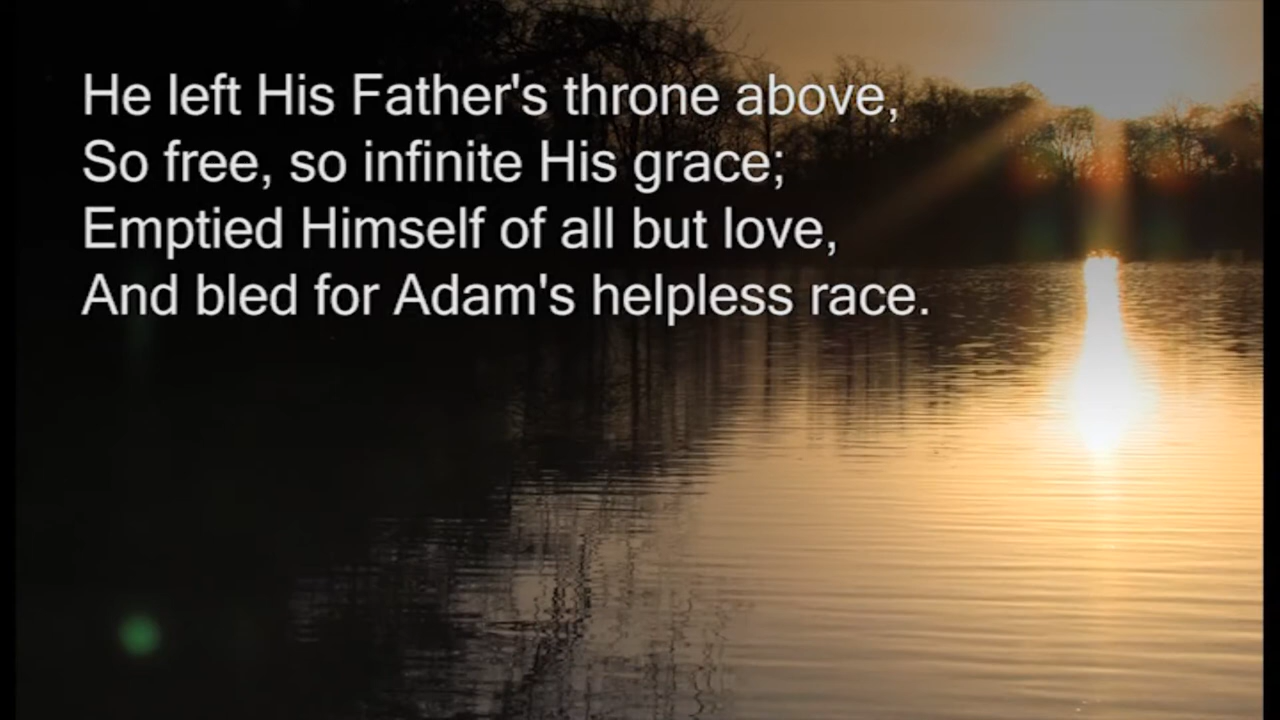 He left His Father's throne above,
So free, so infinite His grace;
Emptied Himself of all but love,
And bled for Adam's helpless race.